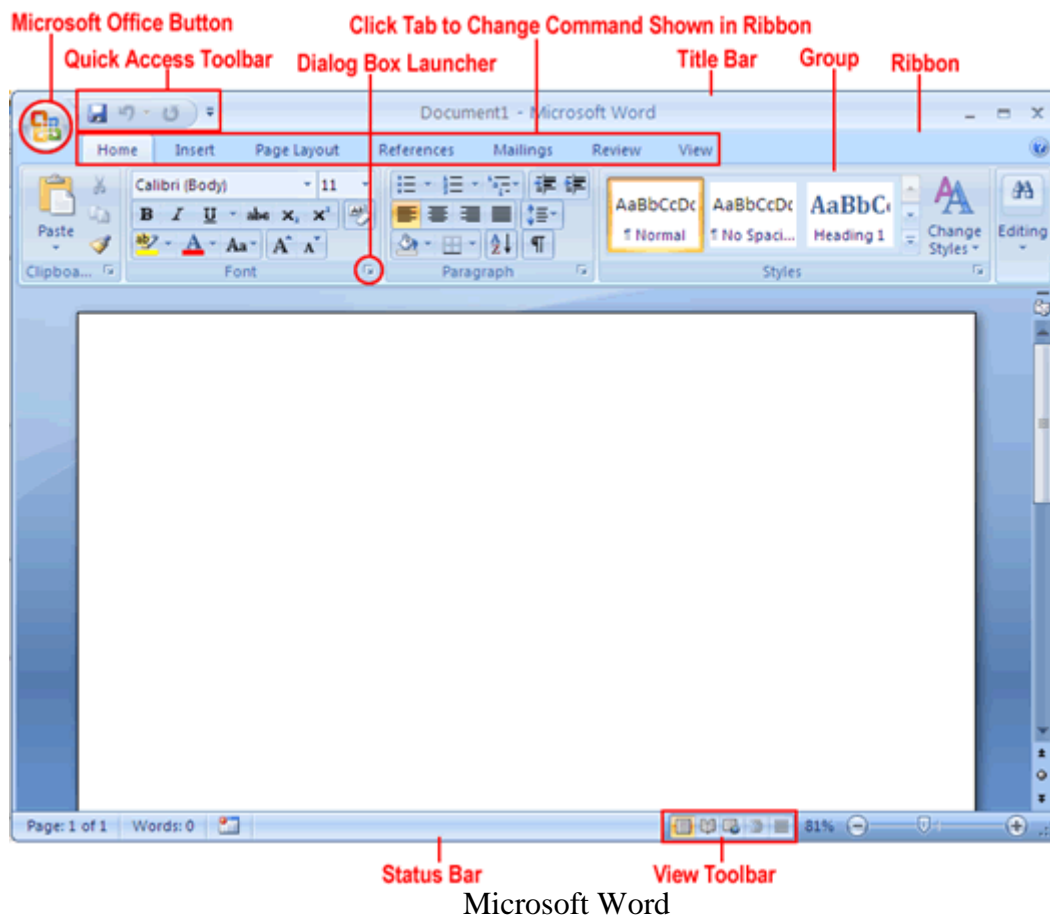 Microsoft Office Button
Click Tab to Change Command Shown in Ribbon
Quick Access Toolbar
Dialog Box Launcher
Title Bar
Group
Ribbon
Document1 - Microsoft Word
Home Insert Page Layout References Mailings Review View
Calibri (Body) 11
B I U abe x, x²
Aa A A
Paste
AaBbCcDc AaBbCcDc AaBbC
¶ Normal ¶ No Spaci... Heading 1
Change Styles
Editing
Clipboa... Font Paragraph Styles
Page: 1 of 1 Words: 0 81%
Status Bar
View Toolbar
Microsoft Word